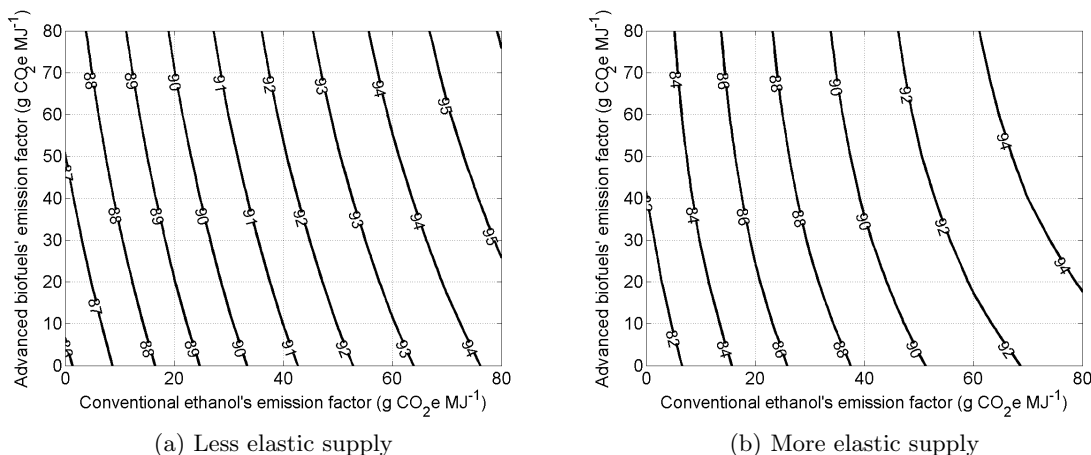 Advanced biofuels' emission factor (g CO2e MJ-1)
80
70
60
50
40
30
20
10
0
88 89 90 91 92 93 94 95
87 88 89 90 91 92 93 94 95
87 88 89 90 91 92 93 94
0 20 40 60 80
Conventional ethanol's emission factor (g CO2e MJ-1)
(a) Less elastic supply
Advanced biofuels' emission factor (g CO2e MJ-1)
80
70
60
50
40
30
20
10
0
84 86 88 90 92 94
84 86 88 90 92 94
82 84 86 88 90 92
0 20 40 60 80
Conventional ethanol's emission factor (g CO2e MJ-1)
(b) More elastic supply